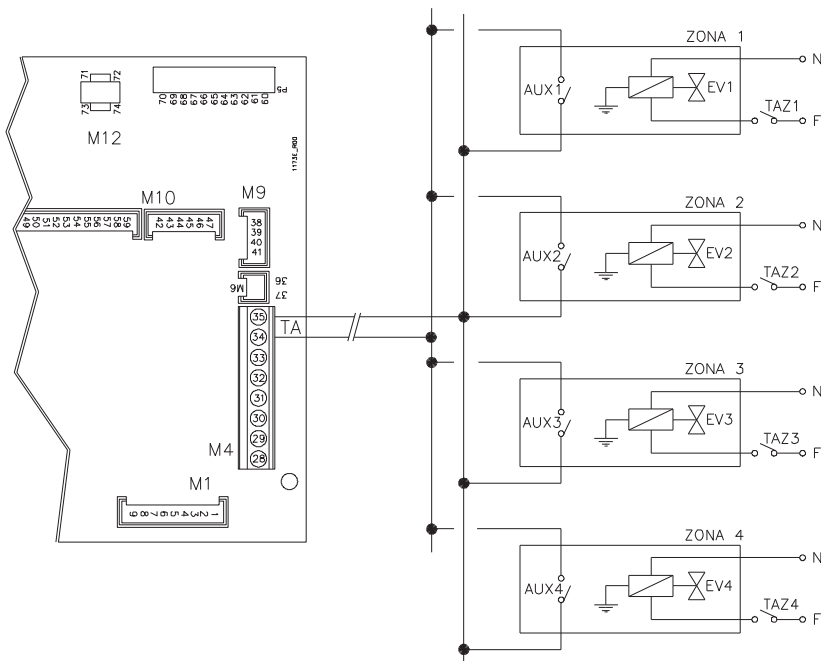 ZONA 1
N
AUX1
EV1
TAZ1
F
71
72
73
74
M12
70
69
68
67
66
65
64
63
62
61
60
P5
1173E_R00
M10
M9
49
50
51
52
53
54
55
56
57
58
59
42
43
44
45
46
47
38
39
40
41
M6
36
37
ZONA 2
N
AUX2
EV2
TAZ2
F
35
TA
34
33
32
31
30
29
28
M4
ZONA 3
N
AUX3
EV3
TAZ3
F
M1
9
8
7
6
5
4
3
2
1
ZONA 4
N
AUX4
EV4
TAZ4
F